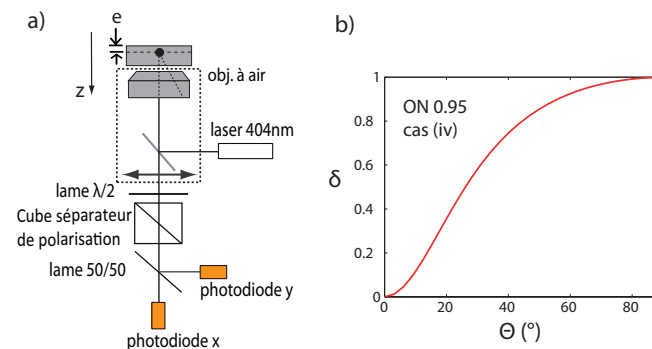 a)
e
z
obj. à air
laser 404nm
lame λ/2
Cube séparateur
de polarisation
lame 50/50
photodiode y
photodiode x
b)
1
0.8
0.6
0.4
0.2
0
δ
ON 0.95
cas (iv)
0
20
40
60
80
Θ (°)